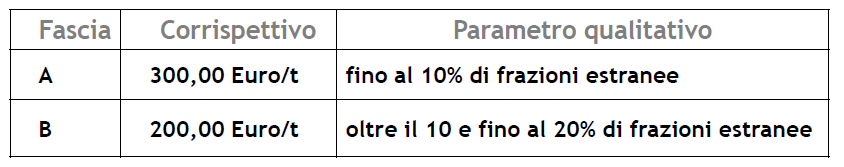 Fascia Corrispettivo Parametro qualitativo
A 300,00 Euro/t fino al 10% di frazioni estranee
B 200,00 Euro/t oltre il 10 e fino al 20% di frazioni estranee